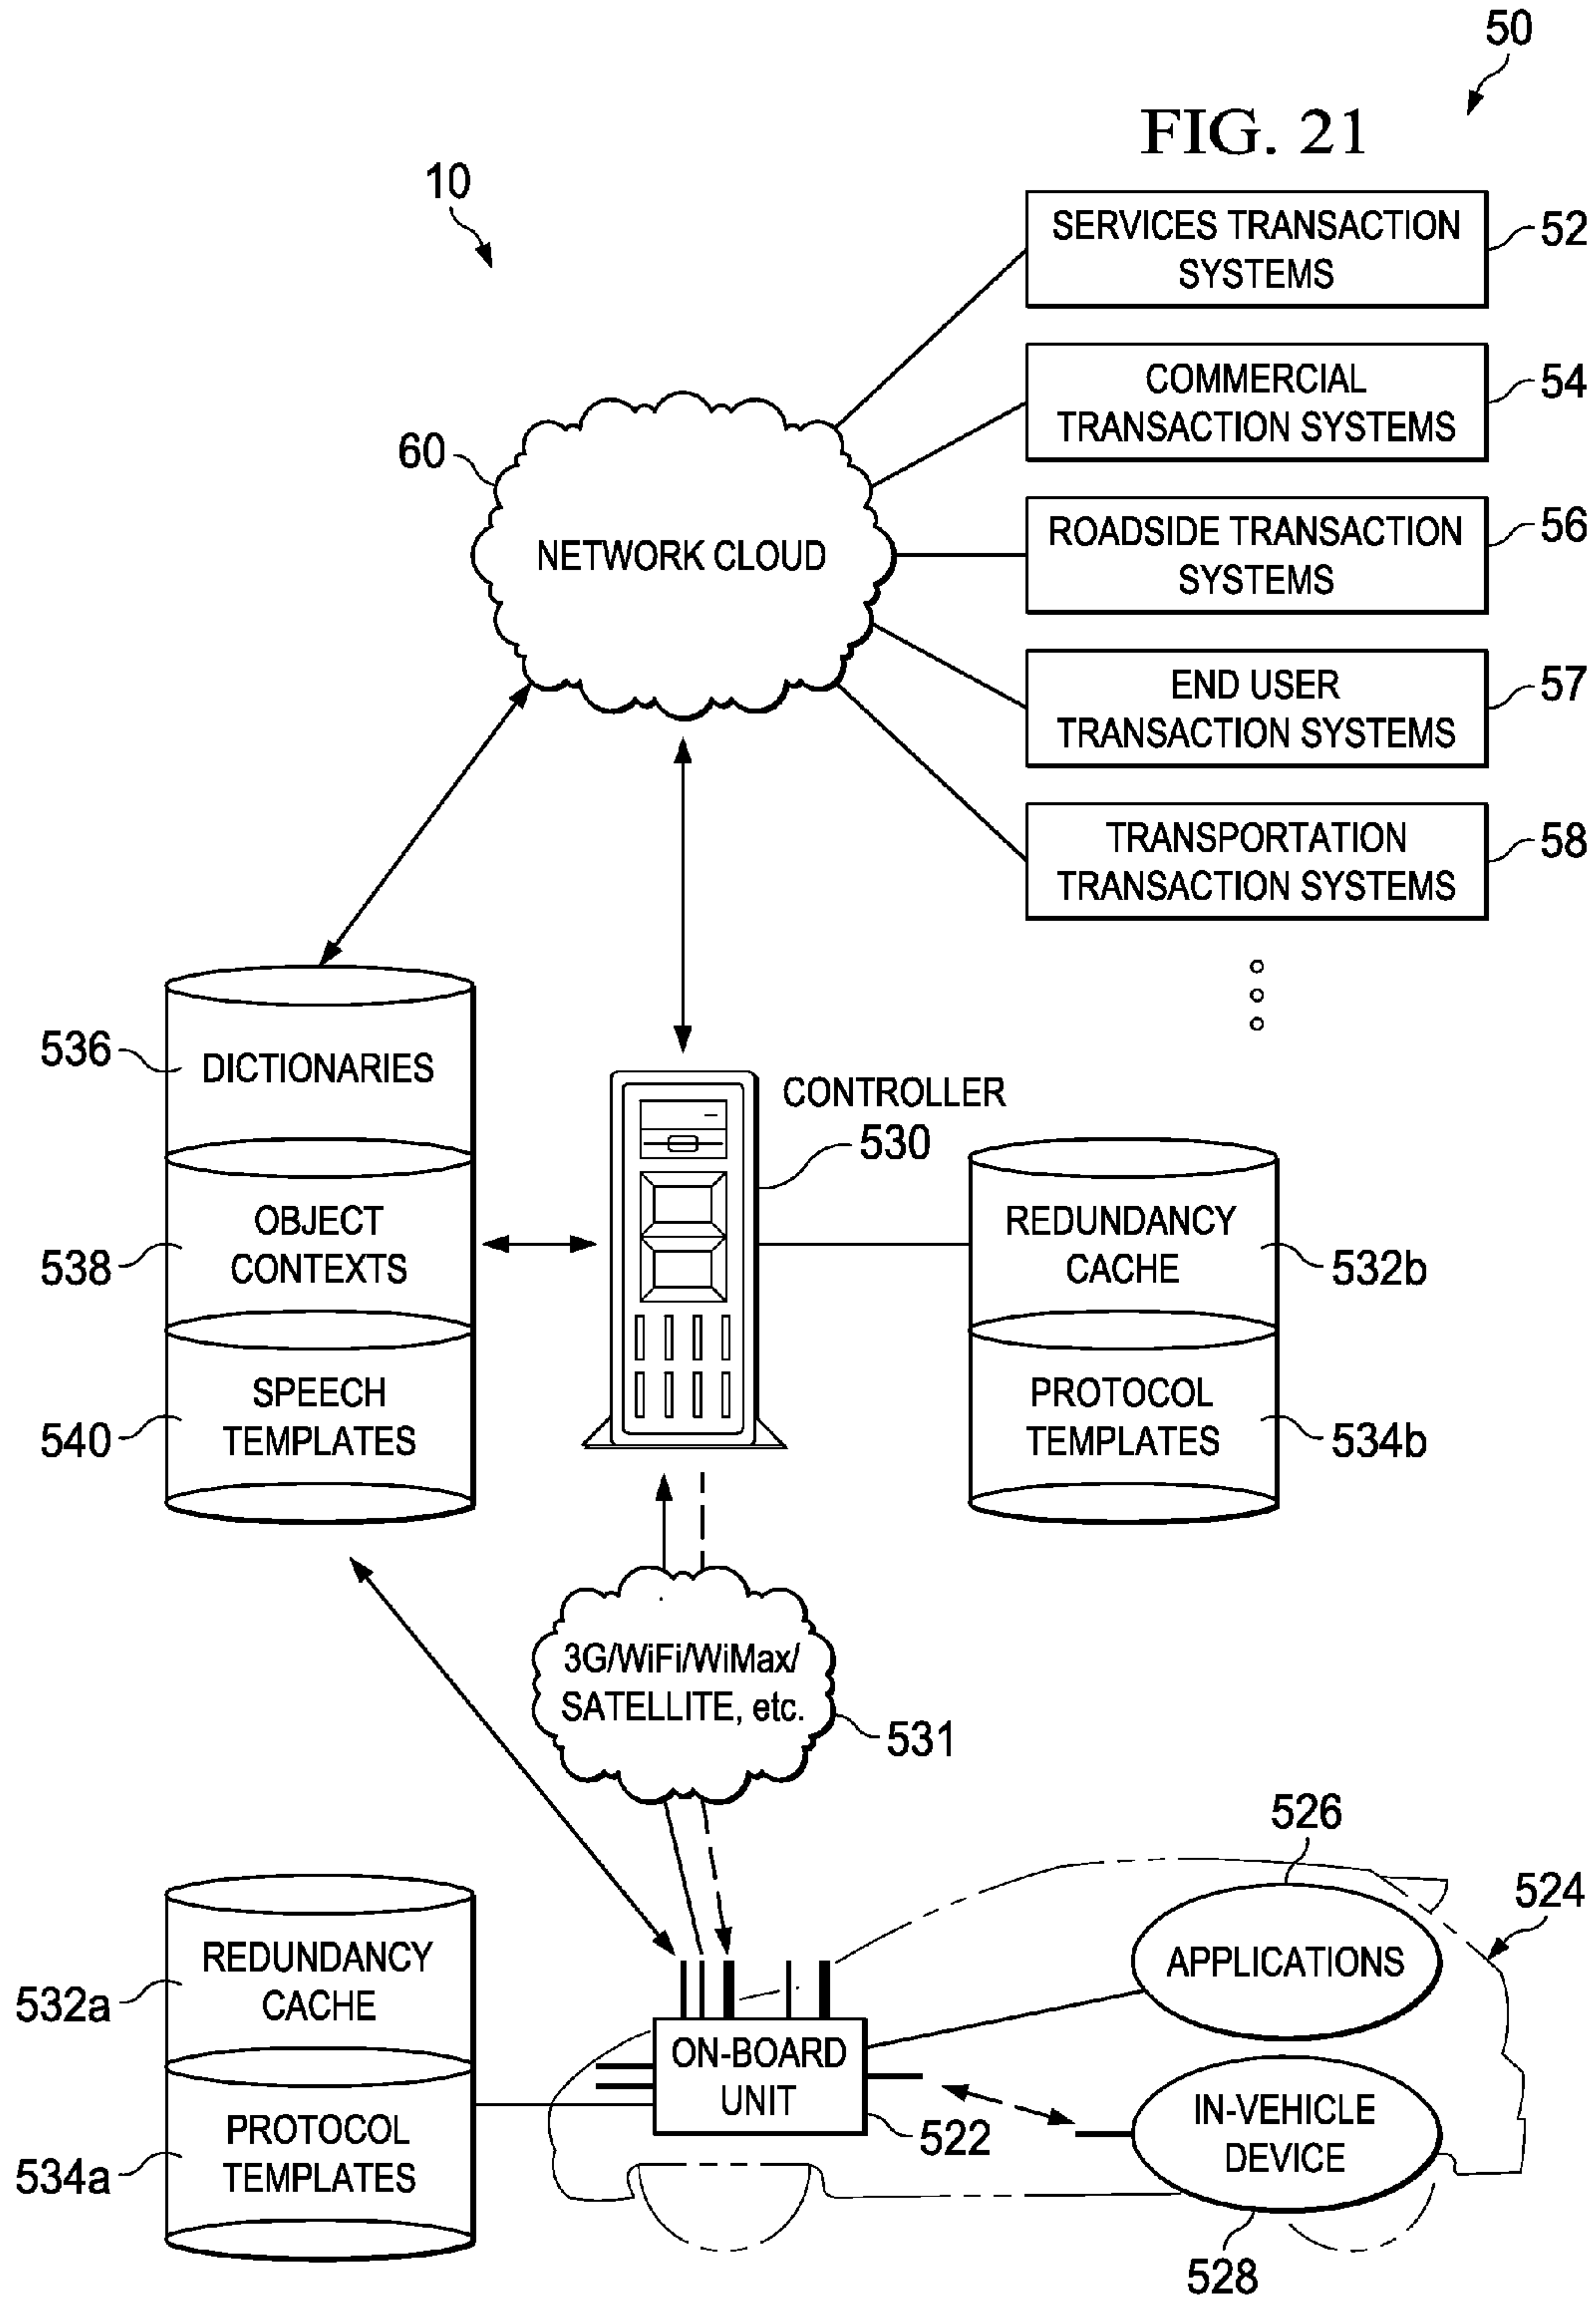 50
FIG. 21
10
SERVICES TRANSACTION
SYSTEMS
52
COMMERCIAL
TRANSACTION SYSTEMS
54
60
NETWORK CLOUD
ROADSIDE TRANSACTION
SYSTEMS
56
END USER
TRANSACTION SYSTEMS
57
TRANSPORTATION
TRANSACTION SYSTEMS
58
536
DICTIONARIES
CONTROLLER
530
538
OBJECT
CONTEXTS
REDUNDANCY
CACHE
532b
540
SPEECH
TEMPLATES
PROTOCOL
TEMPLATES
534b
3G/WiFi/WiMax/
SATELLITE, etc.
531
526
524
APPLICATIONS
532a
REDUNDANCY
CACHE
ON-BOARD
UNIT
522
IN-VEHICLE
DEVICE
534a
PROTOCOL
TEMPLATES
528